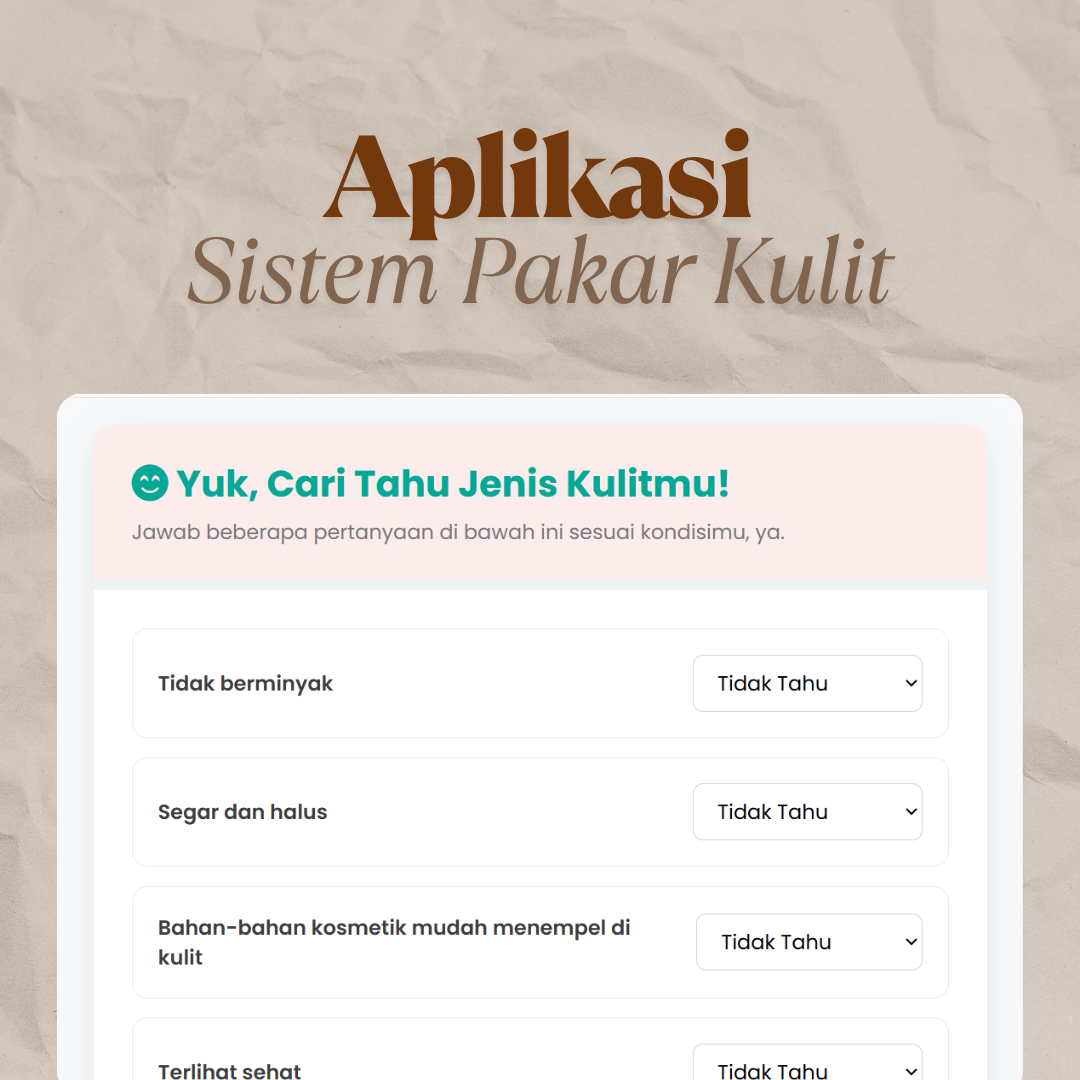 Aplikasi
Sistem Pakar Kulit
Yuk, Cari Tahu Jenis Kulitmu!
Jawab beberapa pertanyaan di bawah ini sesuai kondisimu, ya.
Tidak berminyak
Tidak Tahu
Segar dan halus
Tidak Tahu
Bahan-bahan kosmetik mudah menempel di
kulit
Tidak Tahu
Terlihat sehat
Tidak Tahu